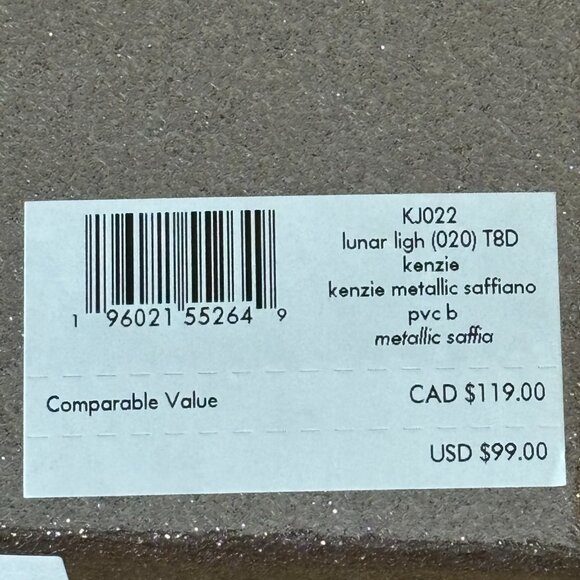 KJ022
lunar ligh (020) T8D
kenzie
kenzie metallic saffiano
pvc b
metallic saffia
1 96021 55264 9
Comparable Value CAD $119.00
USD $99.00